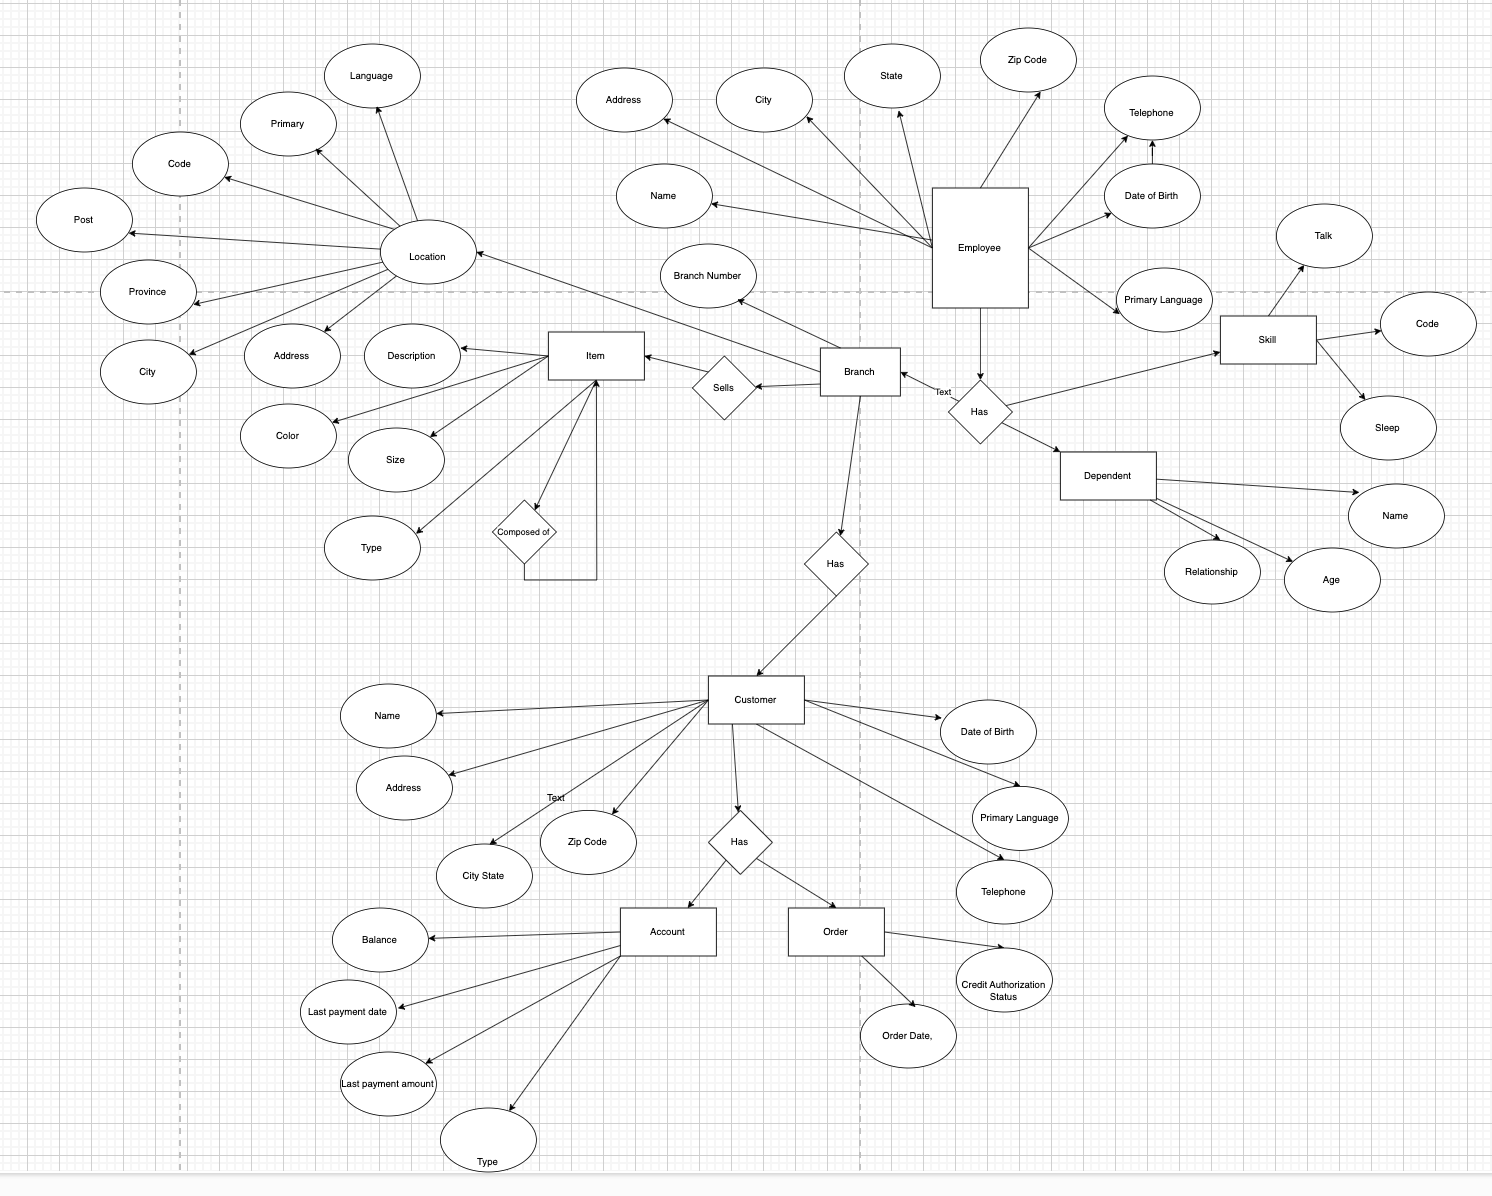 Zip Code
Language
State
Address
City
Telephone
Primary
Code
Name
Date of Birth
Post
Talk
Employee
Location
Branch Number
Province
Primary Language
Code
Skill
Address
Description
Item
City
Branch
Sells
Text
Has
Color
Sleep
Size
Dependent
Name
Composed of
Type
Has
Relationship
Age
Customer
Name
Date of Birth
Address
Text
Primary Language
Zip Code
Has
City State
Telephone
Balance
Account
Order
Credit Authorization
Status
Last payment date
Order Date,
Last payment amount
Type